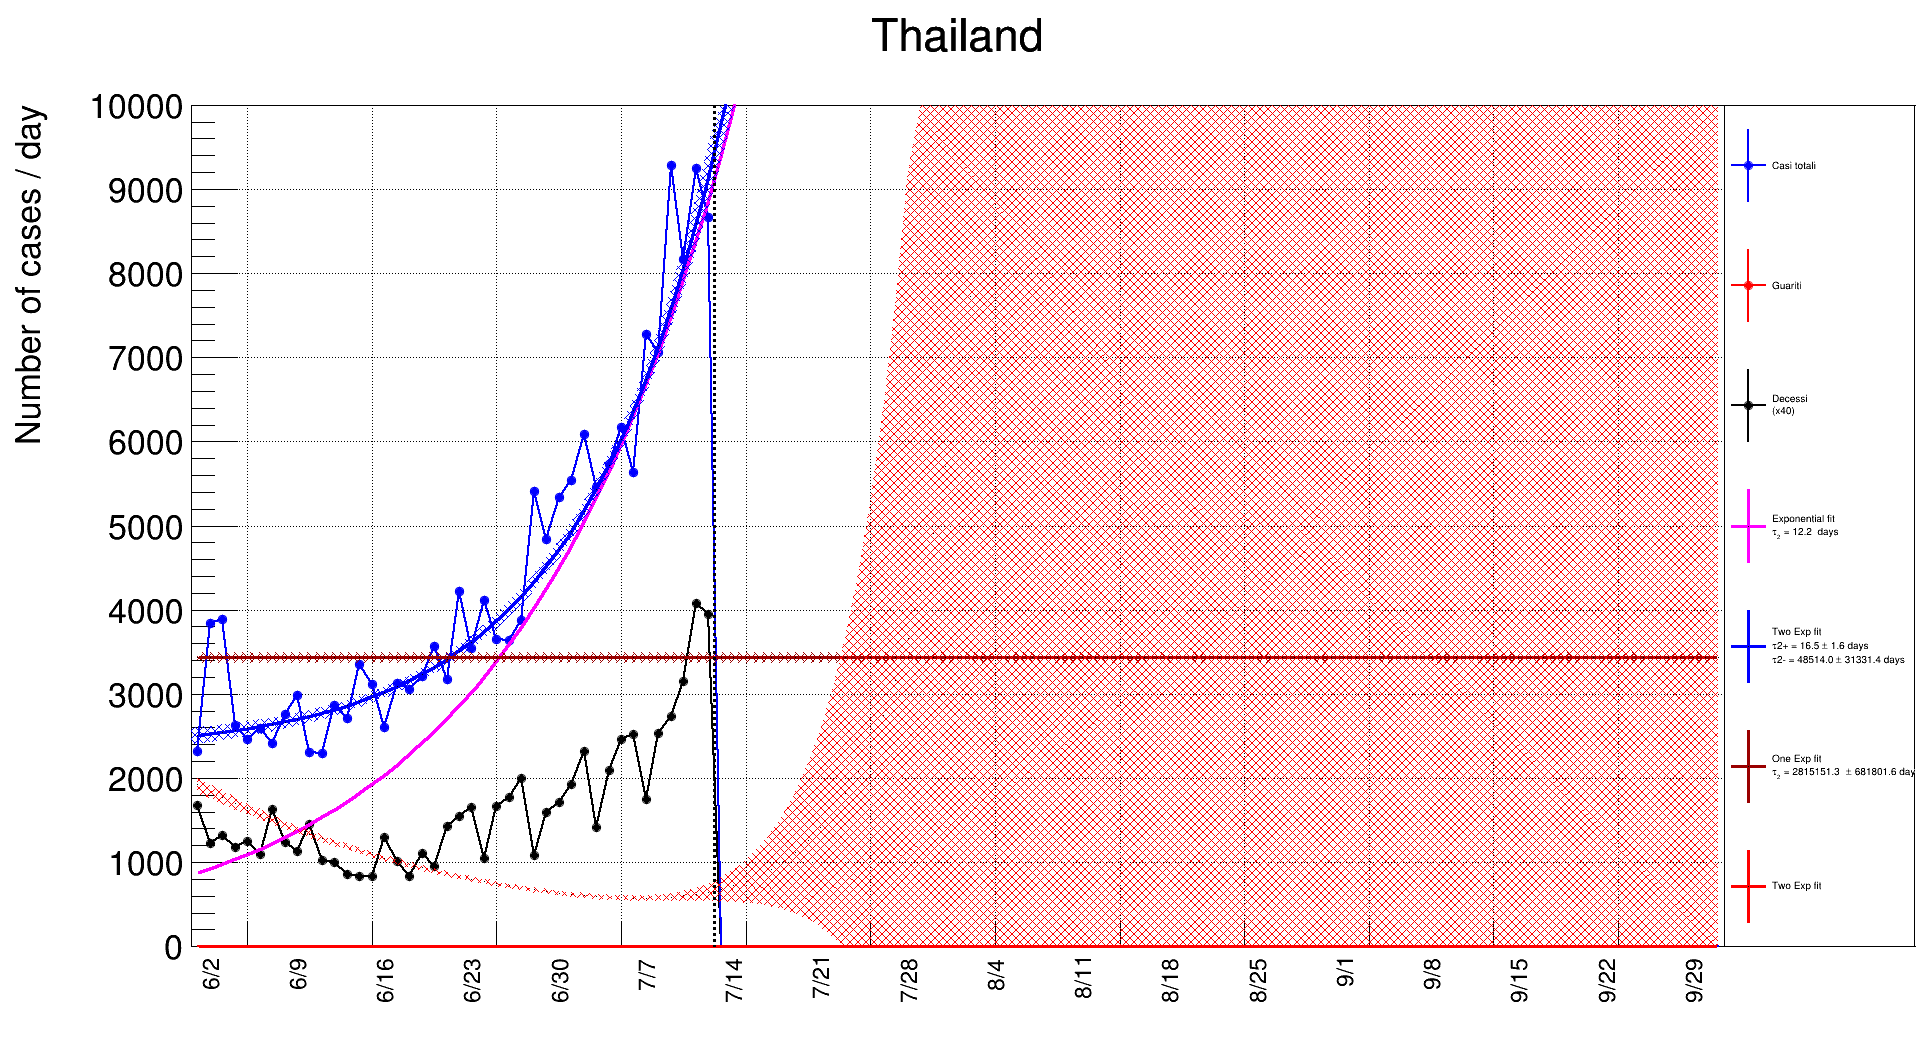 Thailand
Number of cases / day
10000
9000
8000
7000
6000
5000
4000
3000
2000
1000
0
6/2 6/9 6/16 6/23 6/30 7/7 7/14 7/21 7/28 8/4 8/11 8/18 8/25 9/1 9/8 9/15 9/22 9/29
Casi totali
Guariti
Decessi
(x40)
Exponential fit
τ₂ = 12.2 days
Two Exp fit
τ2+ = 16.5 ± 1.6 days
τ2- = 48514.0 ± 31331.4 days
One Exp fit
τ₂ = 2815151.3 ± 681801.6 day
Two Exp fit